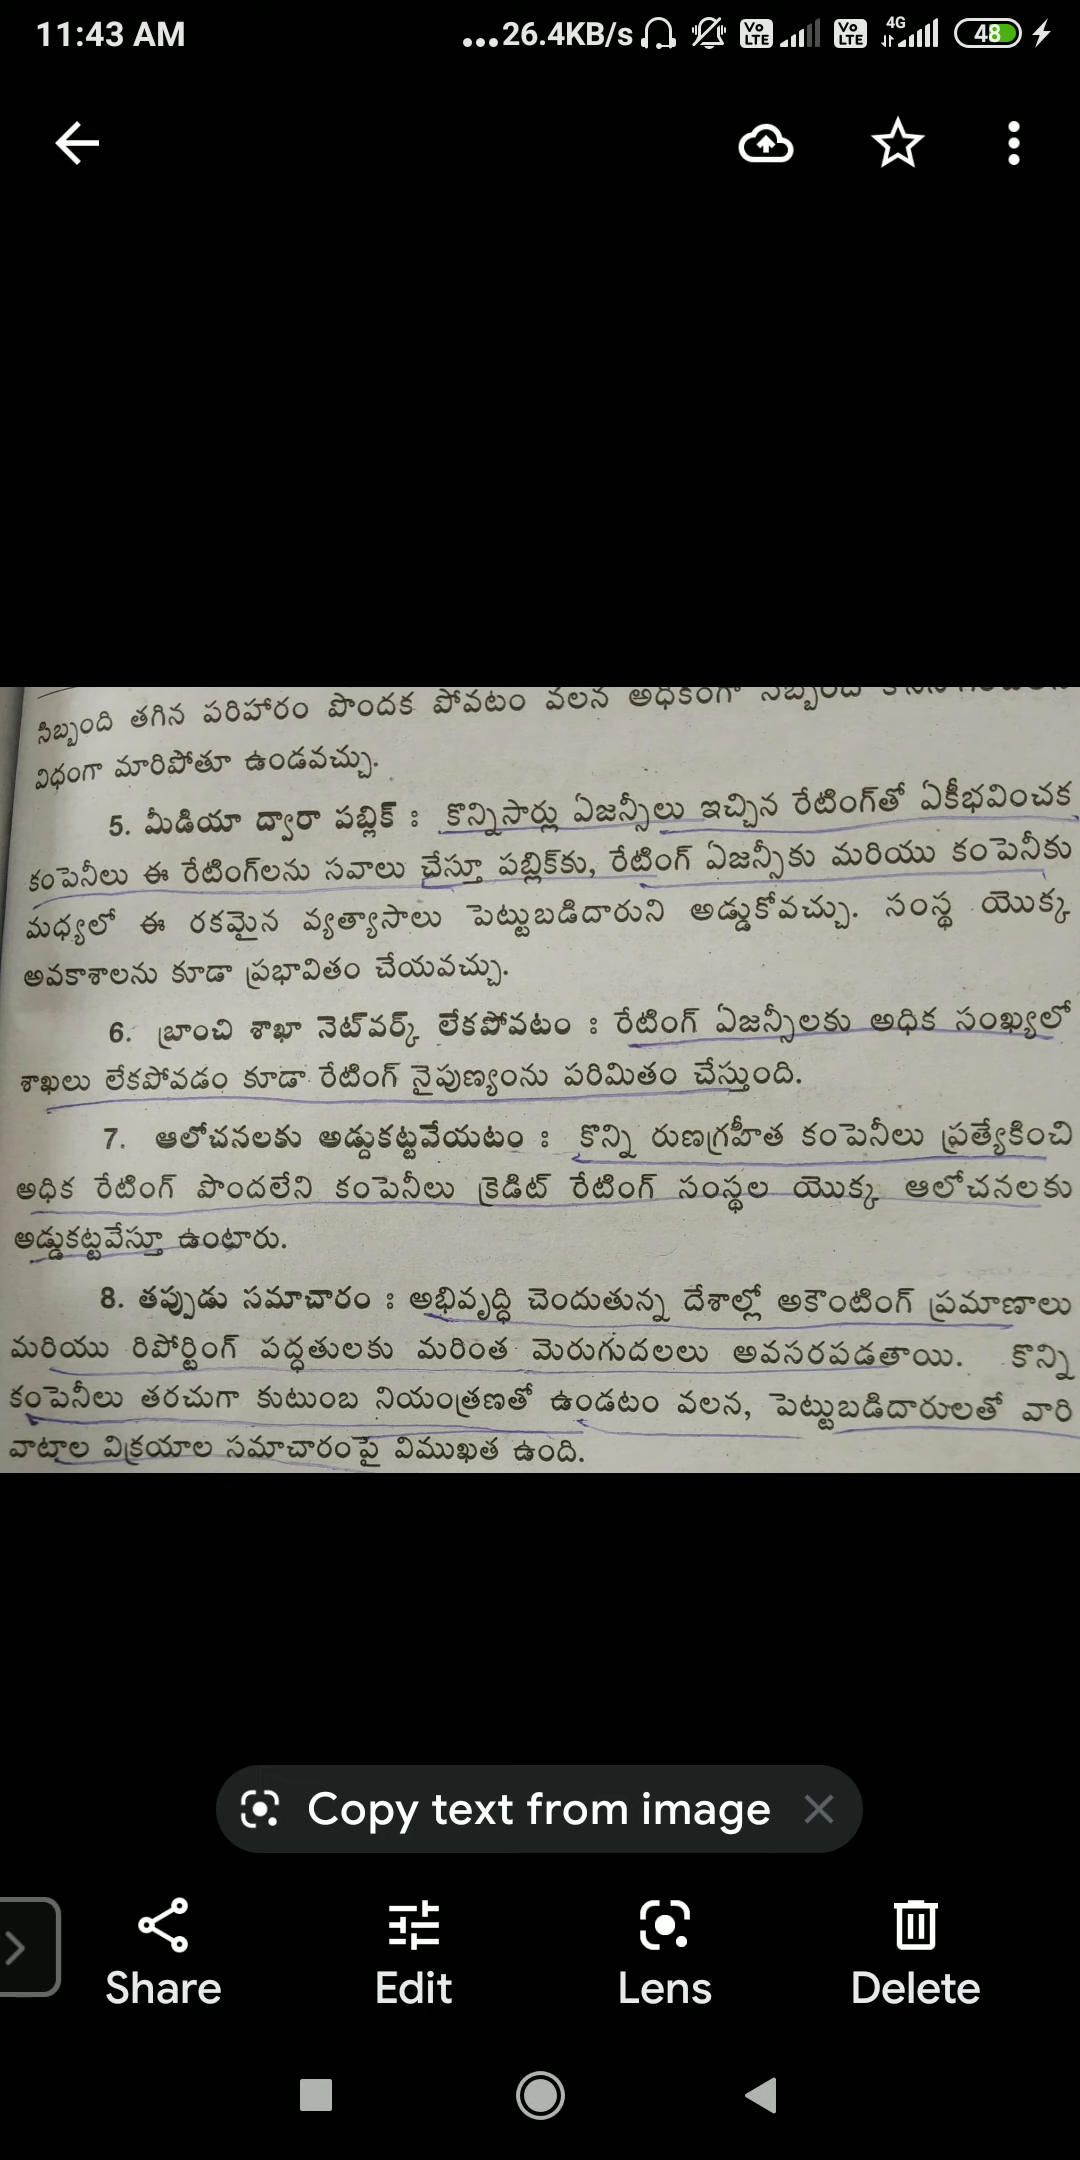 11:43 AM
...26.4KB/s
Vo LTE
Vo LTE
4G
48
సిబ్బంది తగిన పరిహారం పొందక పోవటం వలన అధికంగా సిబ్బంది
విధంగా మారిపోతూ ఉండవచ్చు.
5. మీడియా ద్వారా పబ్లిక్ : కొన్నిసార్లు ఏజన్సీలు ఇచ్చిన రేటింగ్‌తో ఏకీభవించక
కంపెనీలు ఈ రేటింగ్‌లను సవాలు చేస్తూ పబ్లిక్‌కు, రేటింగ్ ఏజన్సీకు మరియు కంపెనీకు
మధ్యలో ఈ రకమైన వ్యత్యాసాలు పెట్టుబడిదారుని అడ్డుకోవచ్చు. సంస్థ యొక్క
అవకాశాలను కూడా ప్రభావితం చేయవచ్చు.
6. బ్రాంచి శాఖా నెట్‌వర్క్ లేకపోవటం : రేటింగ్ ఏజన్సీలకు అధిక సంఖ్యలో
శాఖలు లేకపోవడం కూడా రేటింగ్ నైపుణ్యంను పరిమితం చేస్తుంది.
7. ఆలోచనలకు అడ్డుకట్టవేయటం : కొన్ని రుణగ్రహీత కంపెనీలు ప్రత్యేకించి
అధిక రేటింగ్ పొందలేని కంపెనీలు క్రెడిట్ రేటింగ్ సంస్థల యొక్క ఆలోచనలకు
అడ్డుకట్టవేస్తూ ఉంటారు.
8. తప్పుడు సమాచారం : అభివృద్ధి చెందుతున్న దేశాల్లో అకౌంటింగ్ ప్రమాణాలు
మరియు రిపోర్టింగ్ పద్ధతులకు మరింత మెరుగుదలలు అవసరపడతాయి. కొన్ని
కంపెనీలు తరచుగా కుటుంబ నియంత్రణతో ఉండటం వలన, పెట్టుబడిదారులతో వారి
వాటాల విక్రయాల సమాచారంపై విముఖత ఉంది.
Copy text from image
Share
Edit
Lens
Delete